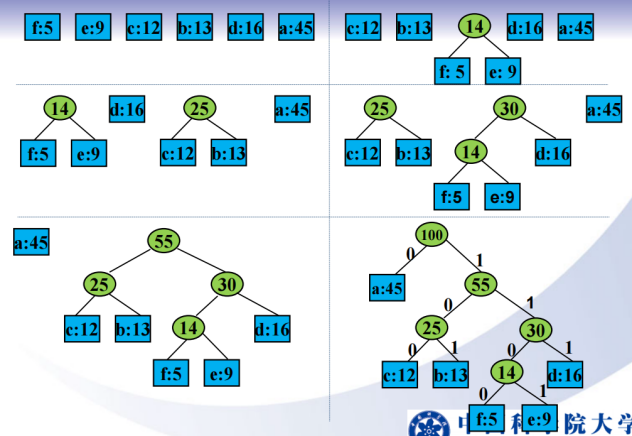 f:5 e:9 c:12 b:13 d:16 a:45
c:12 b:13 14 d:16 a:45
f: 5 e: 9
14 d:16 25 a:45
f:5 e:9 c:12 b:13
25 30 a:45
c:12 b:13 14 d:16
f:5 e:9
a:45 55
25 30
c:12 b:13 14 d:16
f:5 e:9
100
0 1
a:45 55
0 1
25 30
0 1 0 1
c:12 b:13 14 d:16
0 1
f:5 e:9
院大学